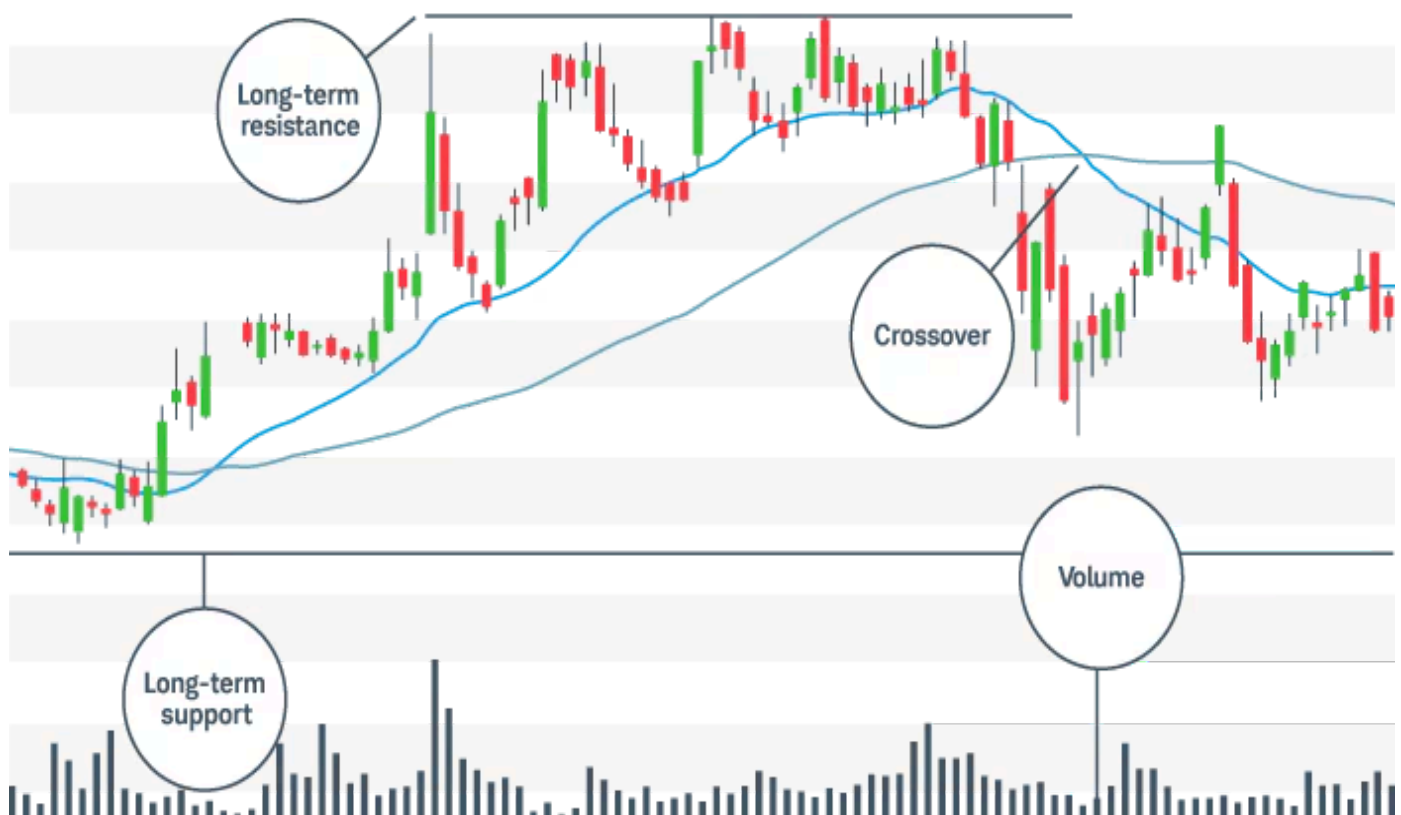 Long-term
resistance
Crossover
Volume
Long-term
support